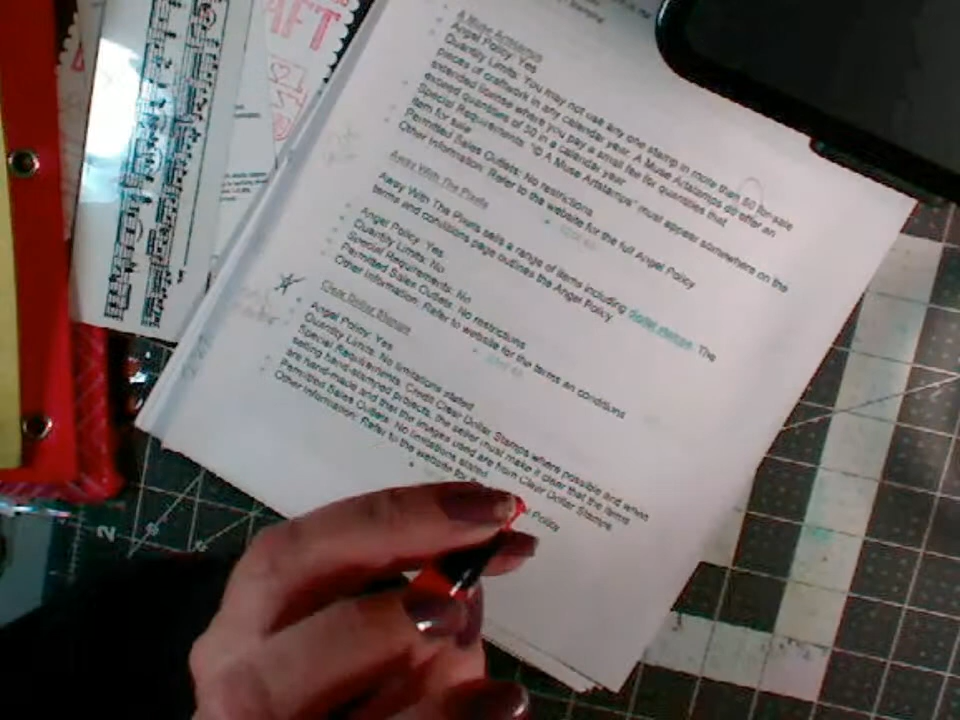 A Muse Artstamps
Angel Policy: Yes
Quantity Limits: You may not use any one stamp in more than 50 for-sale
pieces of craftwork in any calendar year. A Muse Artstamps do offer an
extended license where you pay a small fee for quantities that
exceed quantities of 50 in a calendar year
Special Requirements: "© A Muse Artstamps" must appear somewhere on the
item for sale
Permitted Sales Outlets: No restrictions
Other Information: Refer to the website for the full Angel Policy
Away With The Pixels
Away With The Pixels sells a range of items including digital stamps. The
terms and conditions page outlines the Angel Policy.
Angel Policy: Yes
Quantity Limits: No
Special Requirements: No
Permitted Sales Outlets: No restrictions
Other Information: Refer to website for the terms an conditions
Clear Dollar Stamps
Angel Policy: Yes
Quantity Limits: No limitations stated
Special Requirements: Credit Clear Dollar Stamps where possible and when
selling hand-stamped projects, the seller must make it clear that the items
are hand-made and that the images used are from Clear Dollar Stamps
Permitted Sales Outlets: No limitations stated
Other Information: Refer to the website for Policy
AFT
2